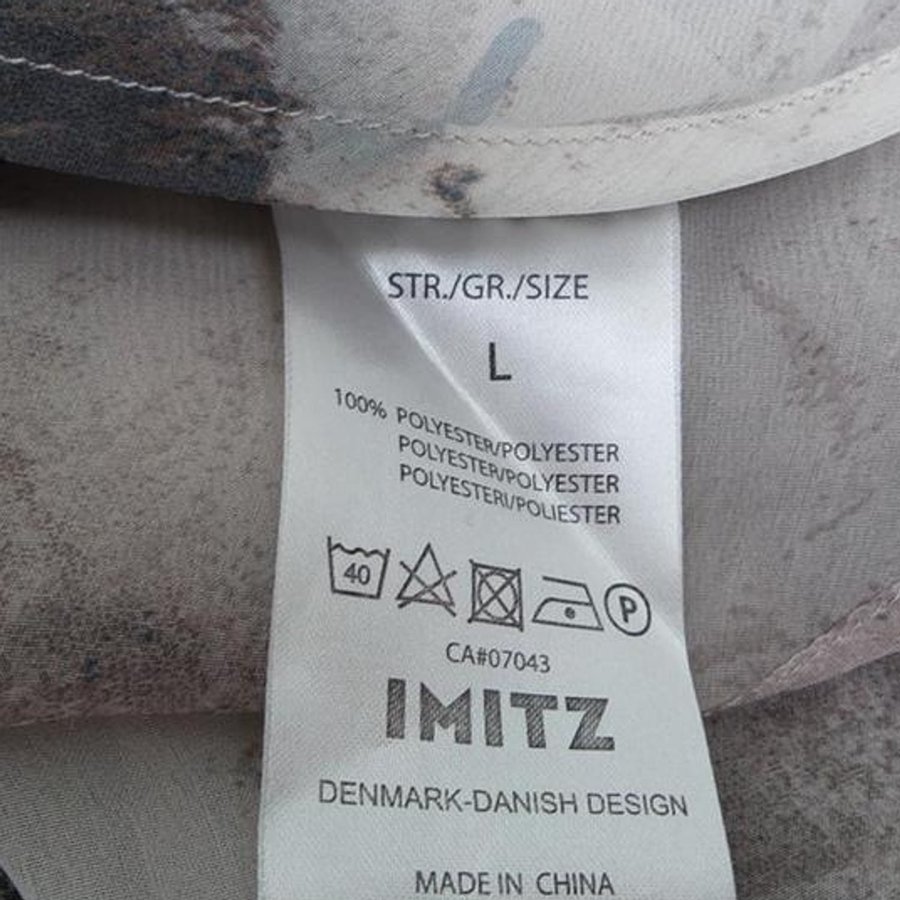 STR./GR./SIZE
L
100% POLYESTER/POLYESTER
POLYESTER/POLYESTER
POLYESTERI/POLIESTER
40 P
CA#07043
IMITZ
DENMARK-DANISH DESIGN
MADE IN CHINA